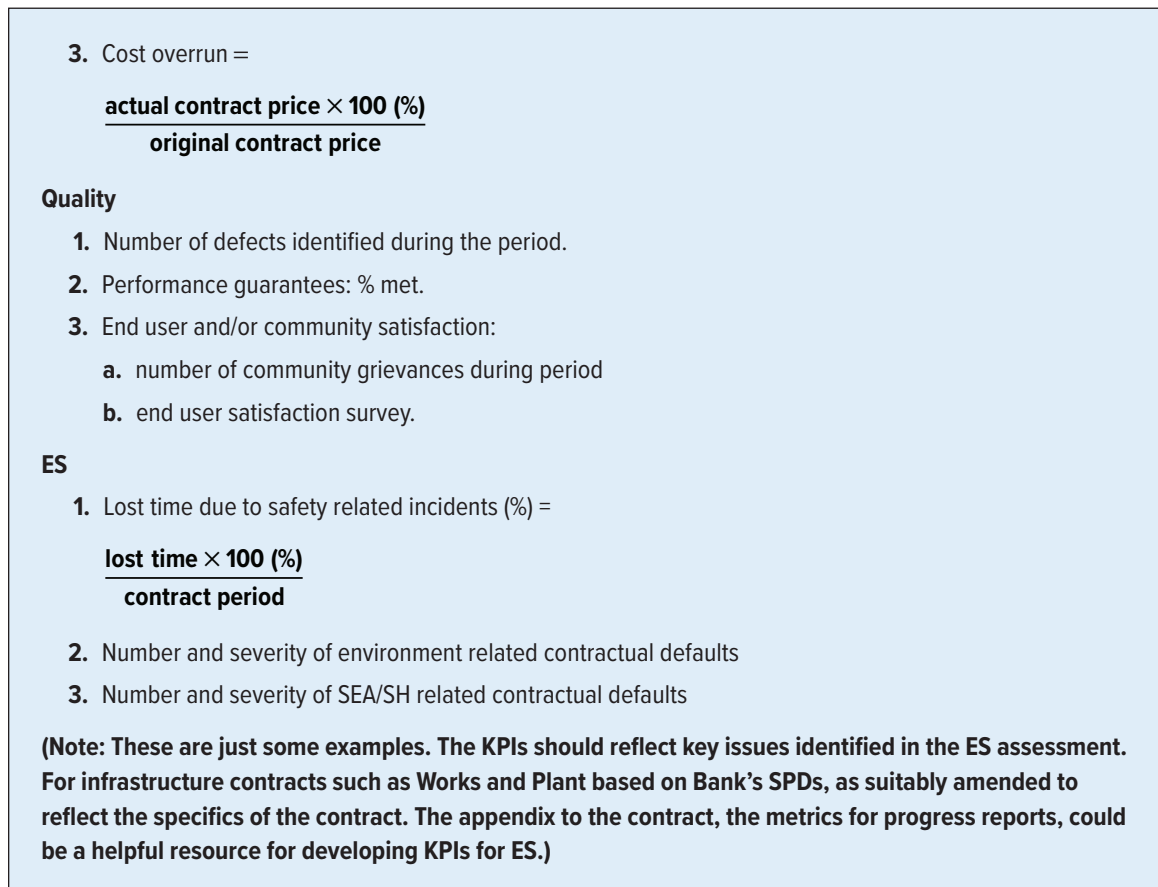 3. Cost overrun =
actual contract price × 100 (%)
original contract price
Quality
1. Number of defects identified during the period.
2. Performance guarantees: % met.
3. End user and/or community satisfaction:
a. number of community grievances during period
b. end user satisfaction survey.
ES
1. Lost time due to safety related incidents (%) =
lost time × 100 (%)
contract period
2. Number and severity of environment related contractual defaults
3. Number and severity of SEA/SH related contractual defaults
(Note: These are just some examples. The KPIs should reflect key issues identified in the ES assessment.
For infrastructure contracts such as Works and Plant based on Bank’s SPDs, as suitably amended to
reflect the specifics of the contract. The appendix to the contract, the metrics for progress reports, could
be a helpful resource for developing KPIs for ES.)